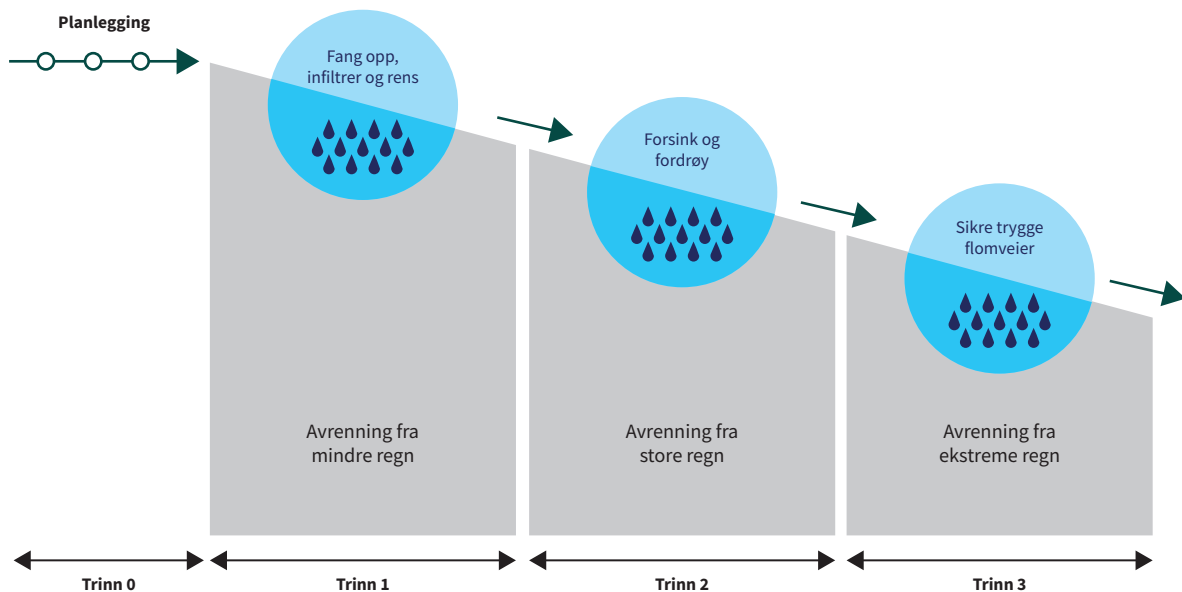 Planlegging
Fang opp,
infiltrer og rens
Forsink og
fordrøy
Sikre trygge
flomveier
Avrenning fra
mindre regn
Avrenning fra
store regn
Avrenning fra
ekstreme regn
Trinn 0
Trinn 1
Trinn 2
Trinn 3